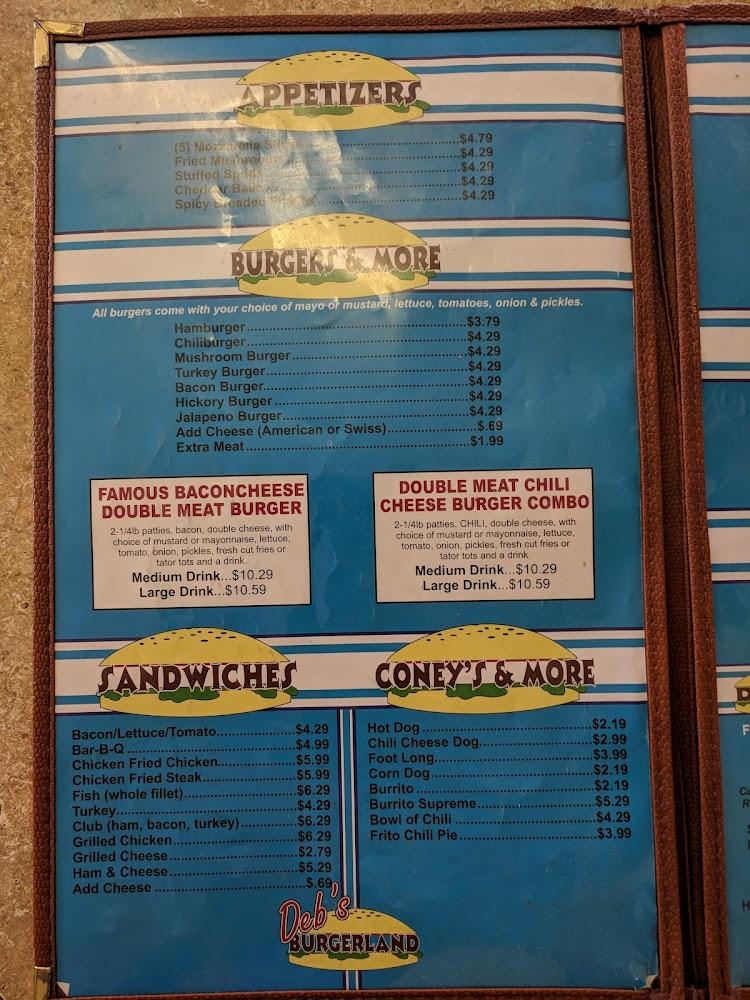 APPETIZERS
(5) Mozzarella Sticks $4.79
Fried Mushrooms $4.29
Stuffed Spuds $4.29
Cheddar Balls $4.29
Spicy Breaded Pickles $4.29
BURGERS & MORE
All burgers come with your choice of mayo or mustard, lettuce, tomatoes, onion & pickles.
Hamburger $3.79
Chiliburger $4.29
Mushroom Burger $4.29
Turkey Burger $4.29
Bacon Burger $4.29
Hickory Burger $4.29
Jalapeno Burger $4.29
Add Cheese (American or Swiss) $.69
Extra Meat $1.99
FAMOUS BACONCHEESE
DOUBLE MEAT BURGER
2-1/4lb patties, bacon, double cheese, with
choice of mustard or mayonnaise, lettuce,
tomato, onion, pickles, fresh cut fries or
tator tots and a drink.
Medium Drink...$10.29
Large Drink...$10.59
DOUBLE MEAT CHILI
CHEESE BURGER COMBO
2-1/4lb patties, CHILI, double cheese, with
choice of mustard or mayonnaise, lettuce,
tomato, onion, pickles, fresh cut fries or
tator tots and a drink.
Medium Drink...$10.29
Large Drink...$10.59
SANDWICHES
Bacon/Lettuce/Tomato $4.29
Bar-B-Q $4.99
Chicken Fried Chicken $5.99
Chicken Fried Steak $5.99
Fish (whole fillet) $6.29
Turkey $4.29
Club (ham, bacon, turkey) $6.29
Grilled Chicken $6.29
Grilled Cheese $2.79
Ham & Cheese $5.29
Add Cheese $.69
CONEY'S & MORE
Hot Dog $2.19
Chili Cheese Dog $2.99
Foot Long $3.99
Corn Dog $2.19
Burrito $2.19
Burrito Supreme $5.29
Bowl of Chili $4.29
Frito Chili Pie $3.99
Deb's
BURGERLAND